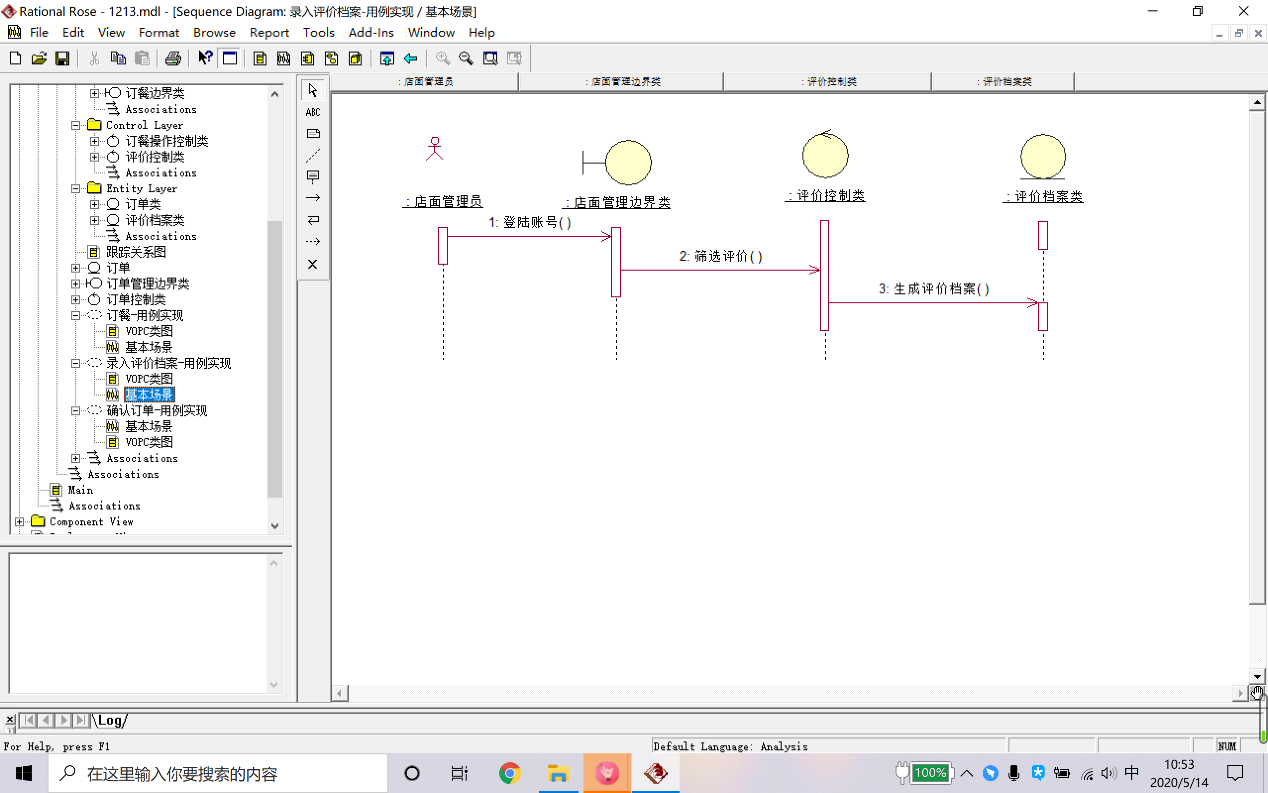 Rational Rose - 1213.mdl - [Sequence Diagram: 录入评价档案-用例实现 / 基本场景]
File Edit View Format Browse Report Tools Add-Ins Window Help
: 店面管理员 : 店面管理边界类 : 评价控制类 : 评价档案类
ABC
订餐边界类
Associations
Control Layer
订餐操作控制类
评价控制类
Associations
Entity Layer
订单类
评价档案类
Associations
跟踪关系图
订单
订单管理边界类
订单控制类
订餐-用例实现
VOPC类图
基本场景
录入评价档案-用例实现
VOPC类图
基本场景
确认订单-用例实现
基本场景
VOPC类图
Associations
Associations
Main
Associations
Component View
: 店面管理员
: 店面管理边界类
: 评价控制类
: 评价档案类
1: 登陆账号( )
2: 筛选评价( )
3: 生成评价档案( )
Log
For Help, press F1
Default Language: Analysis
NUM
在这里输入你要搜索的内容
100%
中
10:53
2020/5/14